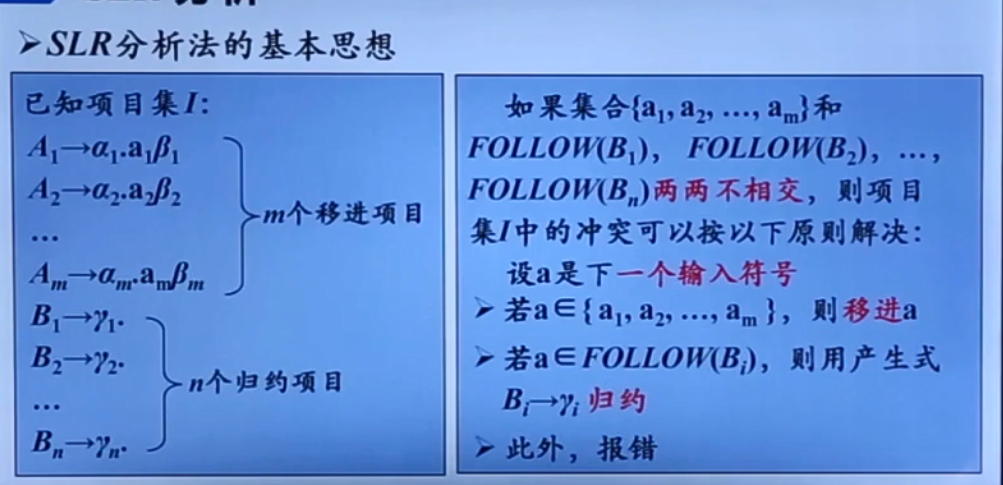 ➢SLR分析法的基本思想
已知项目集I:
A₁→α₁.a₁β₁
A₂→α₂.a₂β₂
…
Aₘ→αₘ.aₘβₘ
m个移进项目
B₁→γ₁.
B₂→γ₂.
…
Bₙ→γₙ.
n个归约项目
如果集合{a₁, a₂, …, aₘ}和
FOLLOW(B₁), FOLLOW(B₂), …,
FOLLOW(Bₙ)两两不相交，则项目
集I中的冲突可以按以下原则解决：
设a是下一个输入符号
➢ 若a∈{ a₁, a₂, …, aₘ }，则移进a
➢ 若a∈FOLLOW(Bᵢ)，则用产生式
Bᵢ→γᵢ 归约
➢ 此外，报错